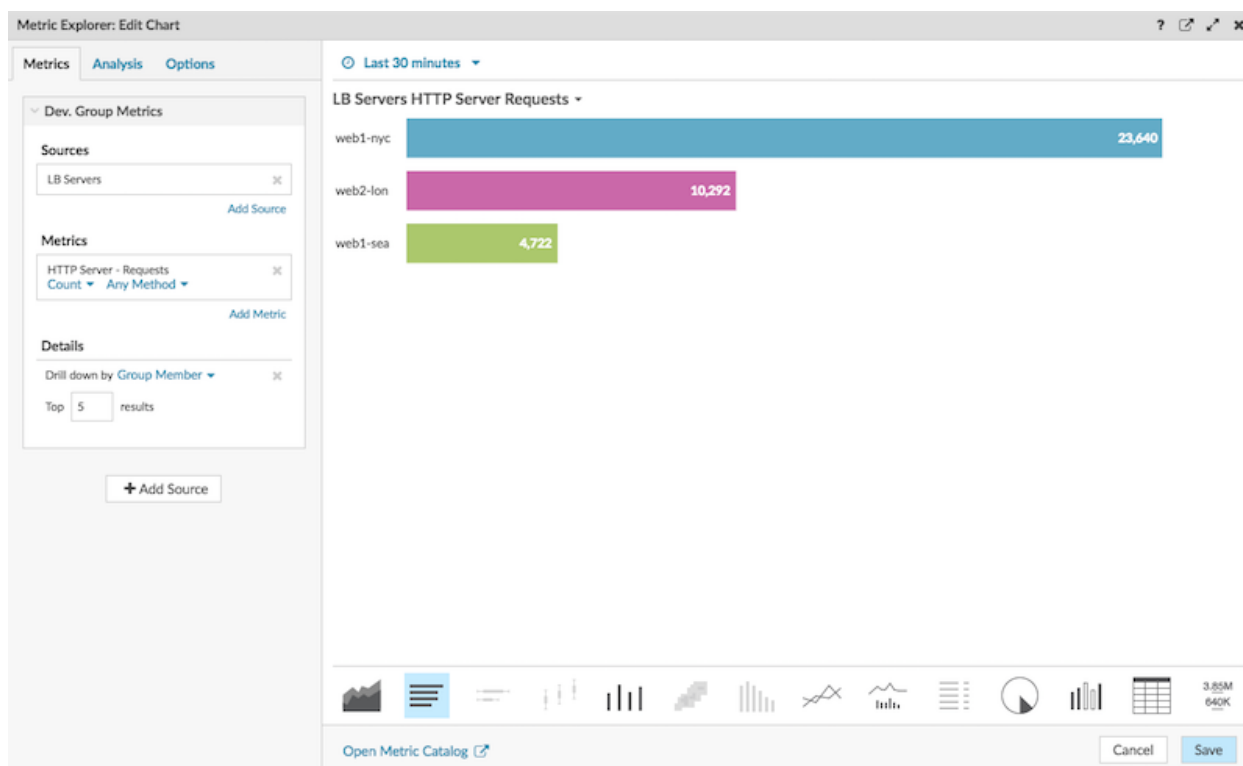 Metric Explorer: Edit Chart
?
Metrics Analysis Options
Dev. Group Metrics
Sources
LB Servers
Add Source
Metrics
HTTP Server - Requests
Count Any Method
Add Metric
Details
Drill down by Group Member
Top 5 results
+ Add Source
Last 30 minutes
LB Servers HTTP Server Requests
web1-nyc 23,640
web2-lon 10,292
web1-sea 4,722
3.85M
640K
Open Metric Catalog
Cancel Save